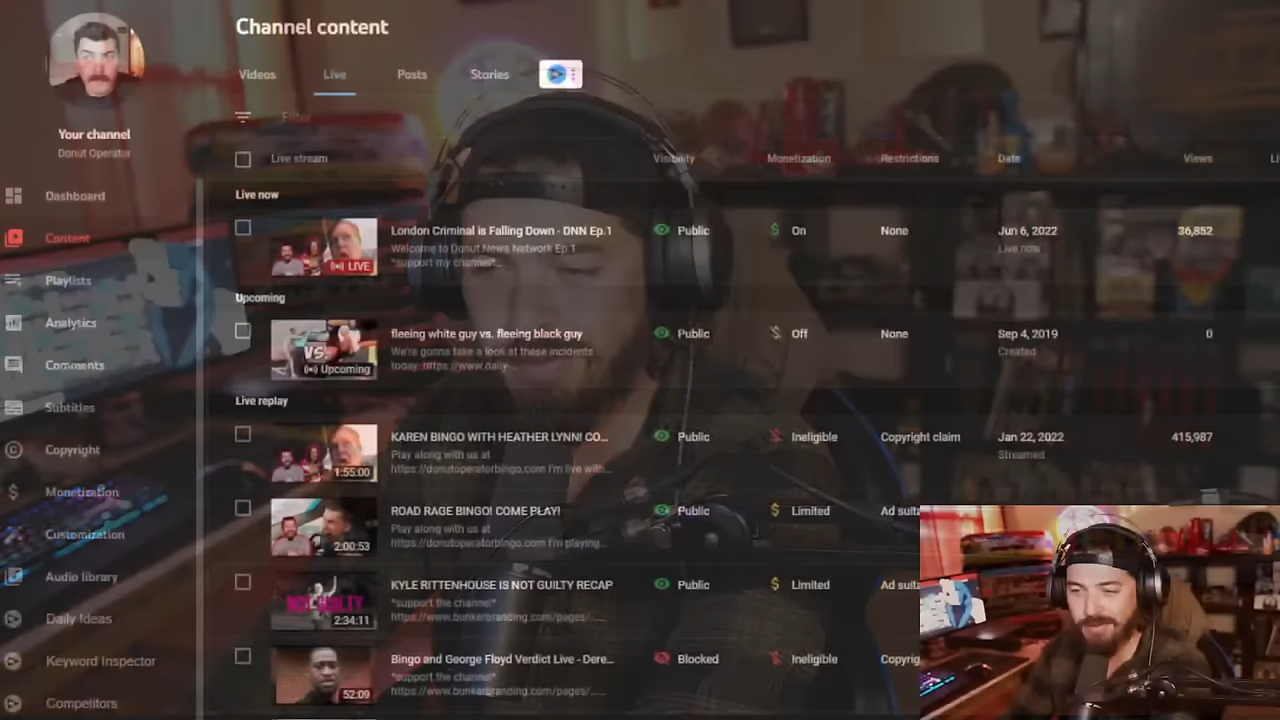 Channel content
Videos Live Posts Stories
Your channel
Donut Operator
Filter
Live stream Visibility Monetization Restrictions Date Views
Dashboard
Content
Playlists
Analytics
Comments
Subtitles
Copyright
Monetization
Customization
Audio library
Daily Ideas
Keyword Inspector
Competitors
Live now
London Criminal is Falling Down - DNN Ep.1 Public On None Jun 6, 2022 36,852
Welcome to Donut News Network Ep.1 Live now
*support my channel*...
LIVE
Upcoming
fleeing white guy vs. fleeing black guy Public Off None Sep 4, 2019 0
We're gonna take a look at these incidents Created
today: https://www.daily-...
VS
Upcoming
Live replay
KAREN BINGO WITH HEATHER LYNN! CO... Public Ineligible Copyright claim Jan 22, 2022 415,987
Play along with us at Streamed
https://donutoperatorbingo.com I'm live with...
1:55:00
ROAD RAGE BINGO! COME PLAY! Public Limited Ad suita
Play along with us at
https://donutoperatorbingo.com I'm playing...
2:00:53
KYLE RITTENHOUSE IS NOT GUILTY RECAP Public Limited Ad suita
*support the channel*
https://www.bunkerbranding.com/pages/......
NOT GUILTY
2:34:11
Bingo and George Floyd Verdict Live - Dere... Blocked Ineligible Copyrig
*support the channel*
https://www.bunkerbranding.com/pages/......
52:09